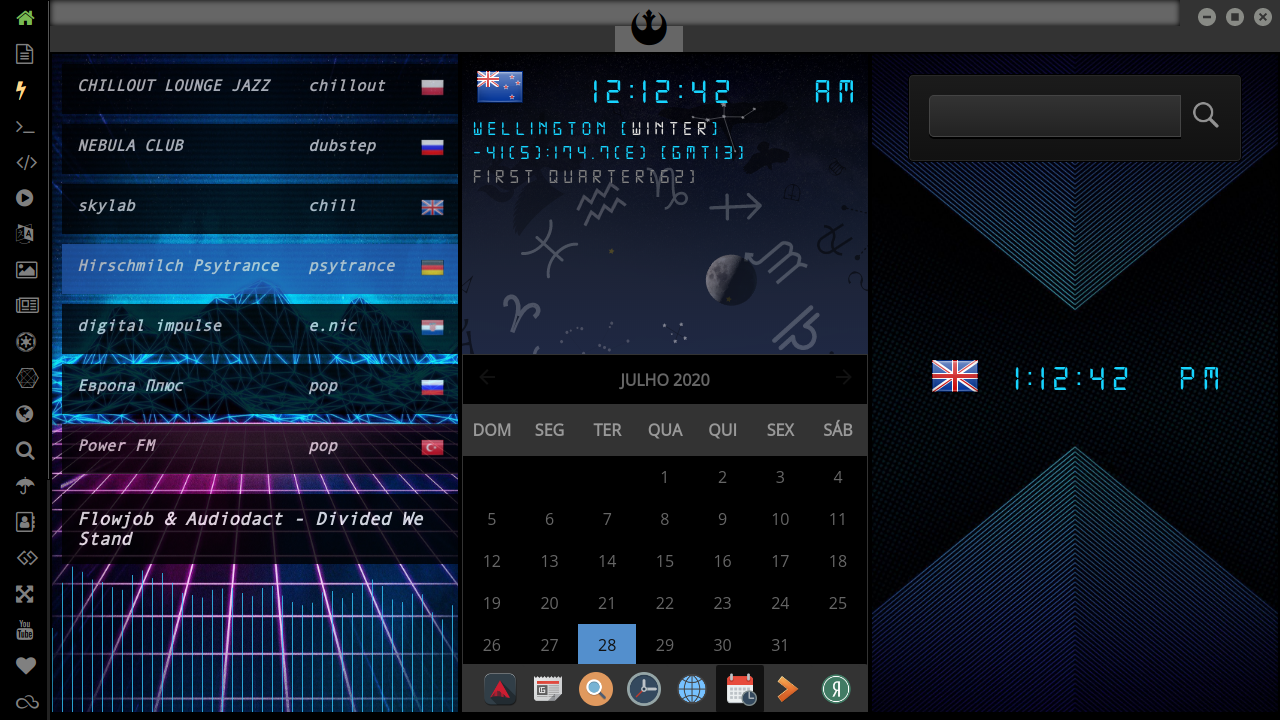 CHILLOUT LOUNGE JAZZ chillout
NEBULA CLUB dubstep
skylab chill
Hirschmilch Psytrance psytrance
digital impulse e.nic
Европа Плюс pop
Power FM pop
Flowjob & Audiodact - Divided We
Stand
12:12:42 AM
WELLINGTON [WINTER]
-41(S):174.7(E) [GMT13]
FIRST QUARTER[62]
JULHO 2020
DOM SEG TER QUA QUI SEX SÁB
1 2 3 4
5 6 7 8 9 10 11
12 13 14 15 16 17 18
19 20 21 22 23 24 25
26 27 28 29 30 31
1:12:42 PM
You
Tube
Я